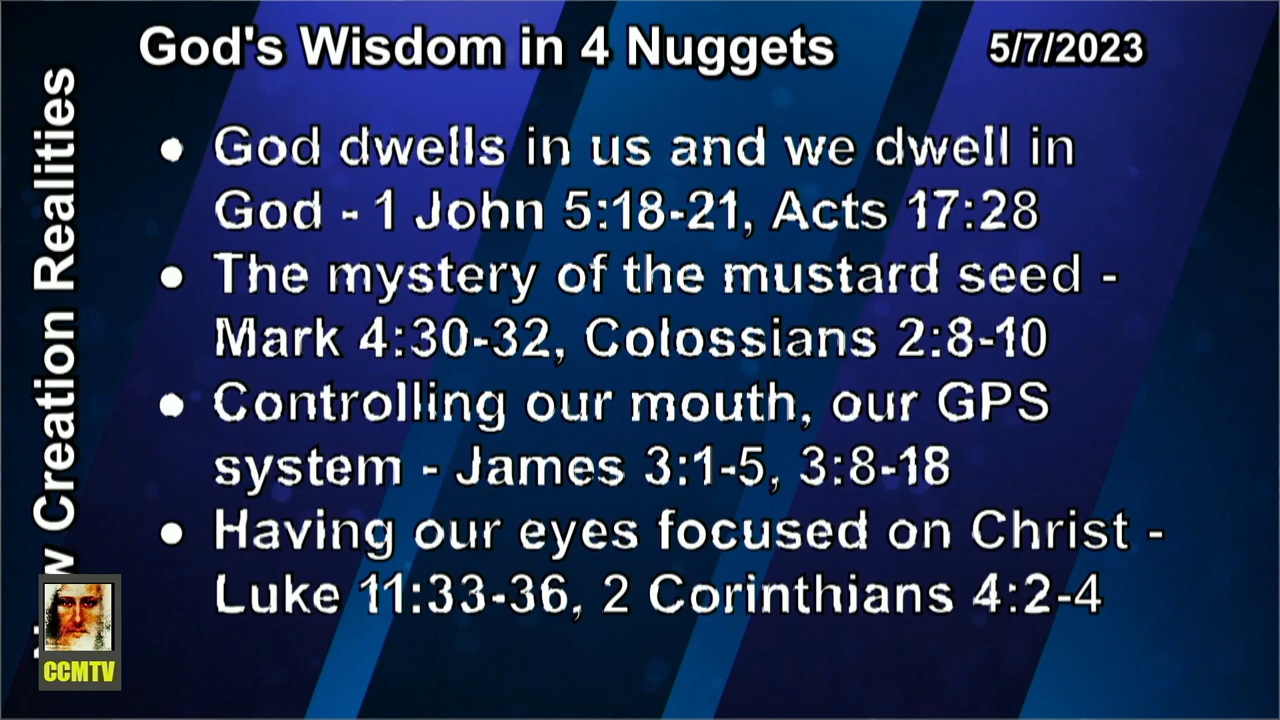 God's Wisdom in 4 Nuggets
5/7/2023
• God dwells in us and we dwell in
God - 1 John 5:18-21, Acts 17:28
• The mystery of the mustard seed -
Mark 4:30-32, Colossians 2:8-10
• Controlling our mouth, our GPS
system - James 3:1-5, 3:8-18
• Having our eyes focused on Christ -
Luke 11:33-36, 2 Corinthians 4:2-4
Creation Realities
CCMTV